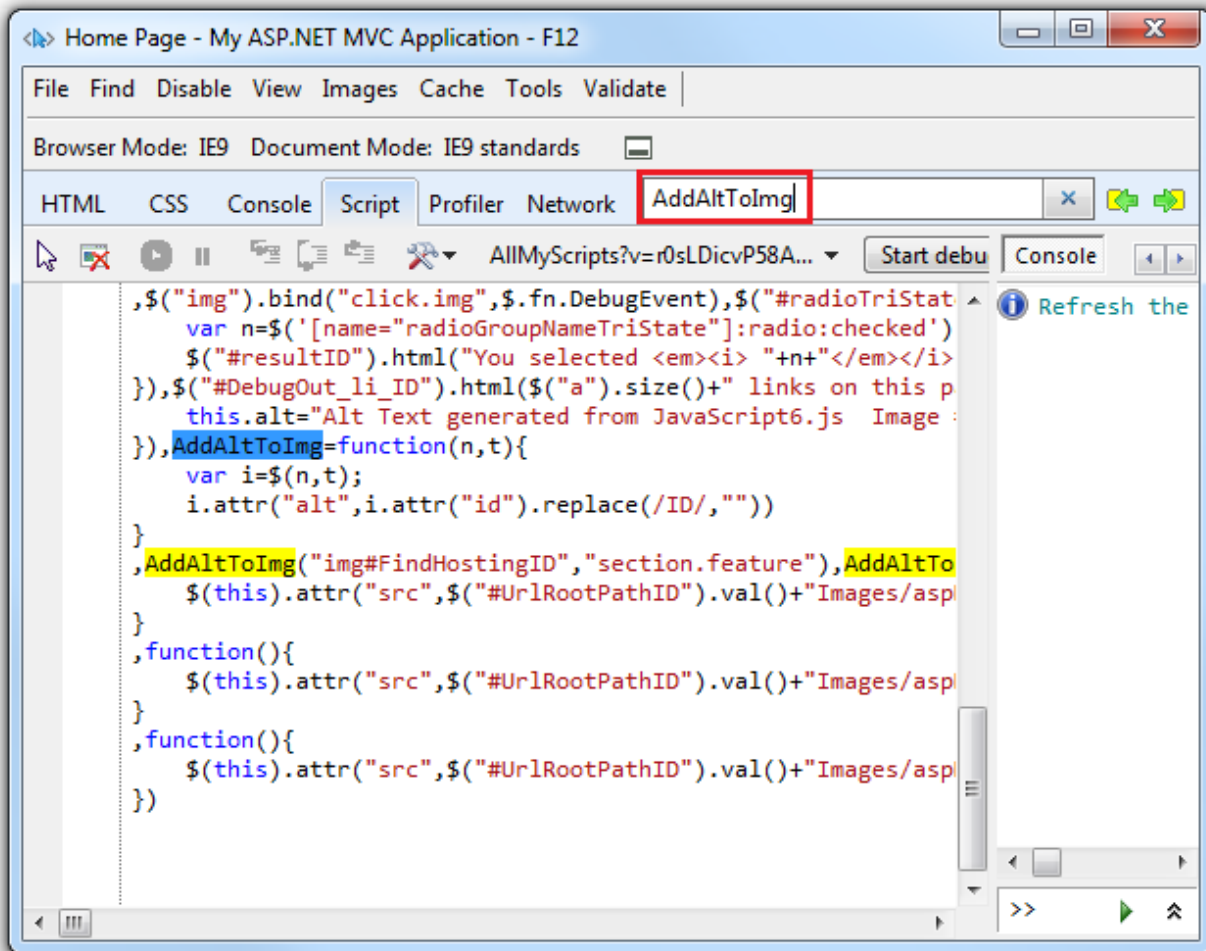 Home Page - My ASP.NET MVC Application - F12
File Find Disable View Images Cache Tools Validate
Browser Mode: IE9 Document Mode: IE9 standards
HTML CSS Console Script Profiler Network AddAltToImg
AllMyScripts?v=r0sLDicvP58A... Start debu Console
,$("img").bind("click.img",$.fn.DebugEvent),$("#radioTriStat
Refresh the
var n=$('[name="radioGroupNameTriState"]:radio:checked')
$("#resultID").html("You selected <em><i> "+n+"</em></i>
}),$("#DebugOut_li_ID").html($("a").size()+" links on this p
this.alt="Alt Text generated from JavaScript6.js Image
}),AddAltToImg=function(n,t){
var i=$(n,t);
i.attr("alt",i.attr("id").replace(/ID/,""))
}
,AddAltToImg("img#FindHostingID","section.feature"),AddAltTo
$(this).attr("src",$("#UrlRootPathID").val()+"Images/asp
}
,function(){
$(this).attr("src",$("#UrlRootPathID").val()+"Images/asp
}
,function(){
$(this).attr("src",$("#UrlRootPathID").val()+"Images/asp
})
>>